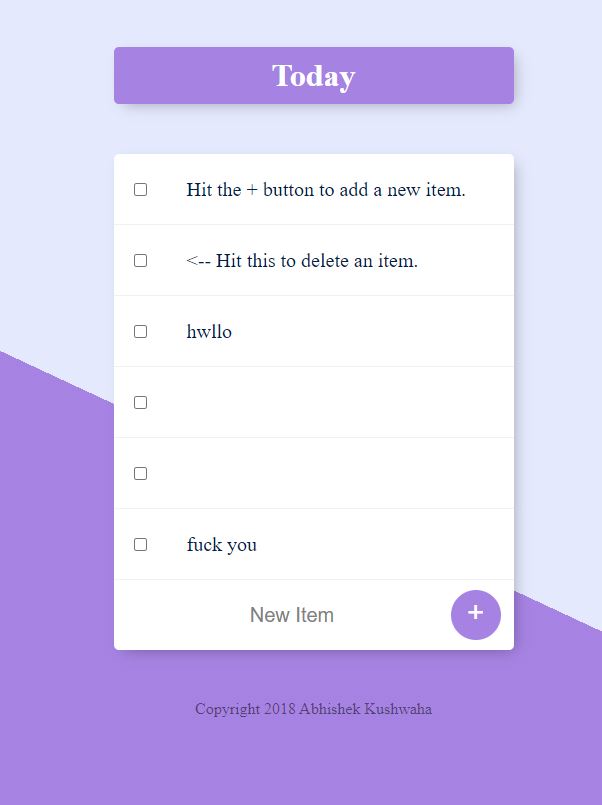 Today
Hit the + button to add a new item.
<-- Hit this to delete an item.
hwllo
fuck you
New Item
+
Copyright 2018 Abhishek Kushwaha